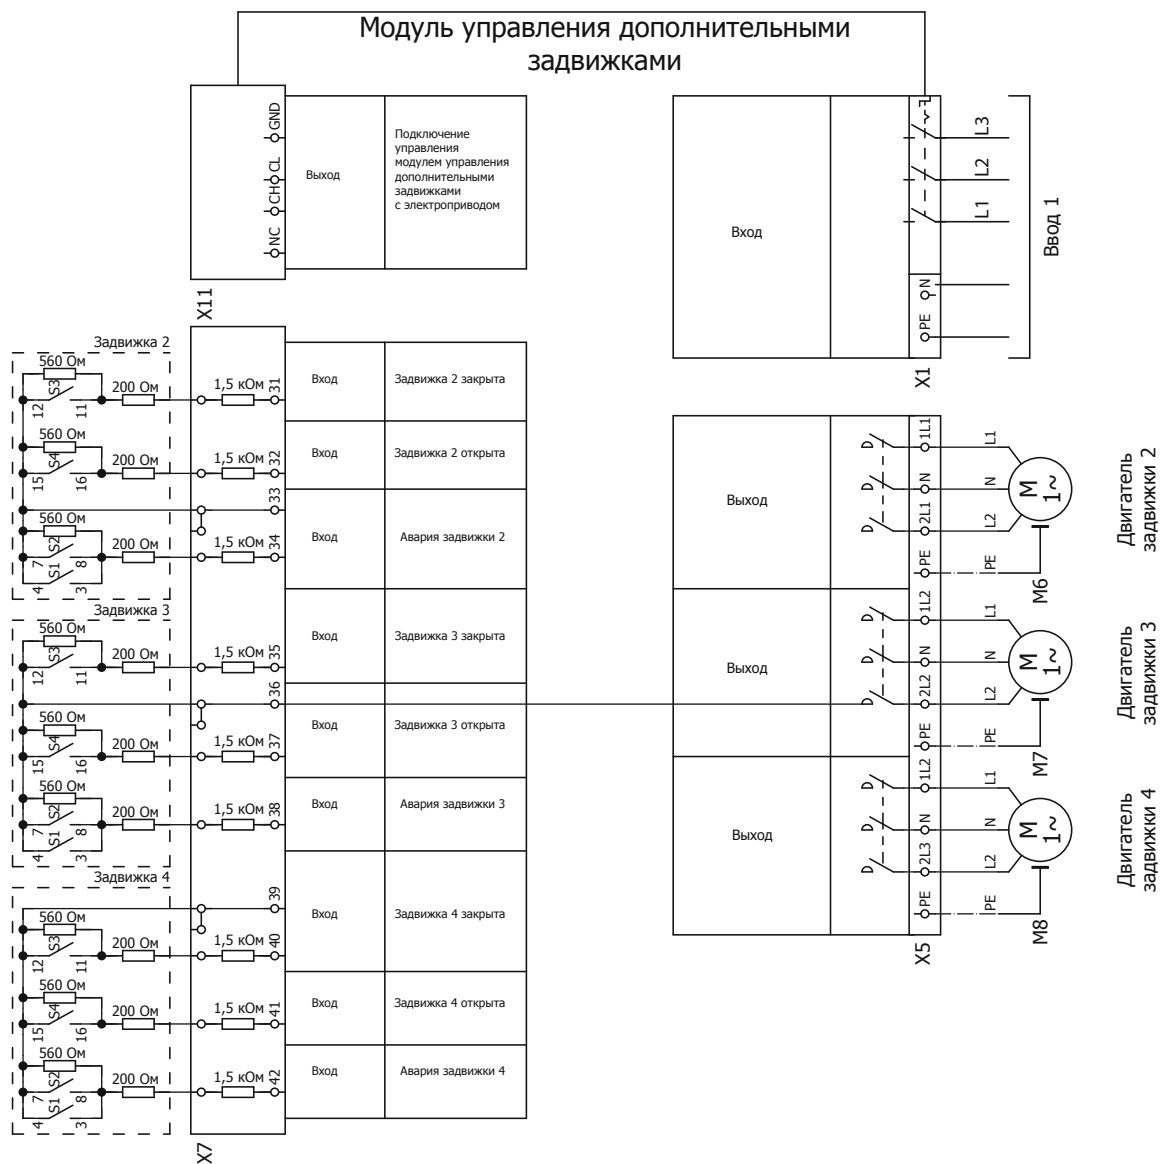 Модуль управления дополнительными
задвижками
GND
CL
CH
NC
Выход
Подключение
управления
модулем управления
дополнительными
задвижками
с электроприводом
X11
Вход
L3
L2
L1
N
PE
Ввод 1
X1
Задвижка 2
560 Ом
S3
12
11
200 Ом
1,5 кОм
31
Вход
Задвижка 2 закрыта
560 Ом
S4
15
16
200 Ом
1,5 кОм
32
Вход
Задвижка 2 открыта
33
560 Ом
S2
7
8
S1
4
3
200 Ом
1,5 кОм
34
Вход
Авария задвижки 2
Задвижка 3
560 Ом
S3
12
11
200 Ом
1,5 кОм
35
Вход
Задвижка 3 закрыта
36
560 Ом
S4
15
16
200 Ом
1,5 кОм
37
Вход
Задвижка 3 открыта
560 Ом
S2
7
8
S1
4
3
200 Ом
1,5 кОм
38
Вход
Авария задвижки 3
Задвижка 4
39
560 Ом
S3
12
11
200 Ом
1,5 кОм
40
Вход
Задвижка 4 закрыта
560 Ом
S4
15
16
200 Ом
1,5 кОм
41
Вход
Задвижка 4 открыта
560 Ом
S2
7
8
S1
4
3
200 Ом
1,5 кОм
42
Вход
Авария задвижки 4
X7
Выход
D
D
D
1L1
N
2L1
PE
L1
N
L2
PE
M
1~
M6
Двигатель
задвижки 2
Выход
D
D
D
1L2
N
2L2
PE
L1
N
L2
PE
M
1~
M7
Двигатель
задвижки 3
Выход
D
D
D
1L2
N
2L3
PE
L1
N
L2
PE
M
1~
M8
Двигатель
задвижки 4
X5